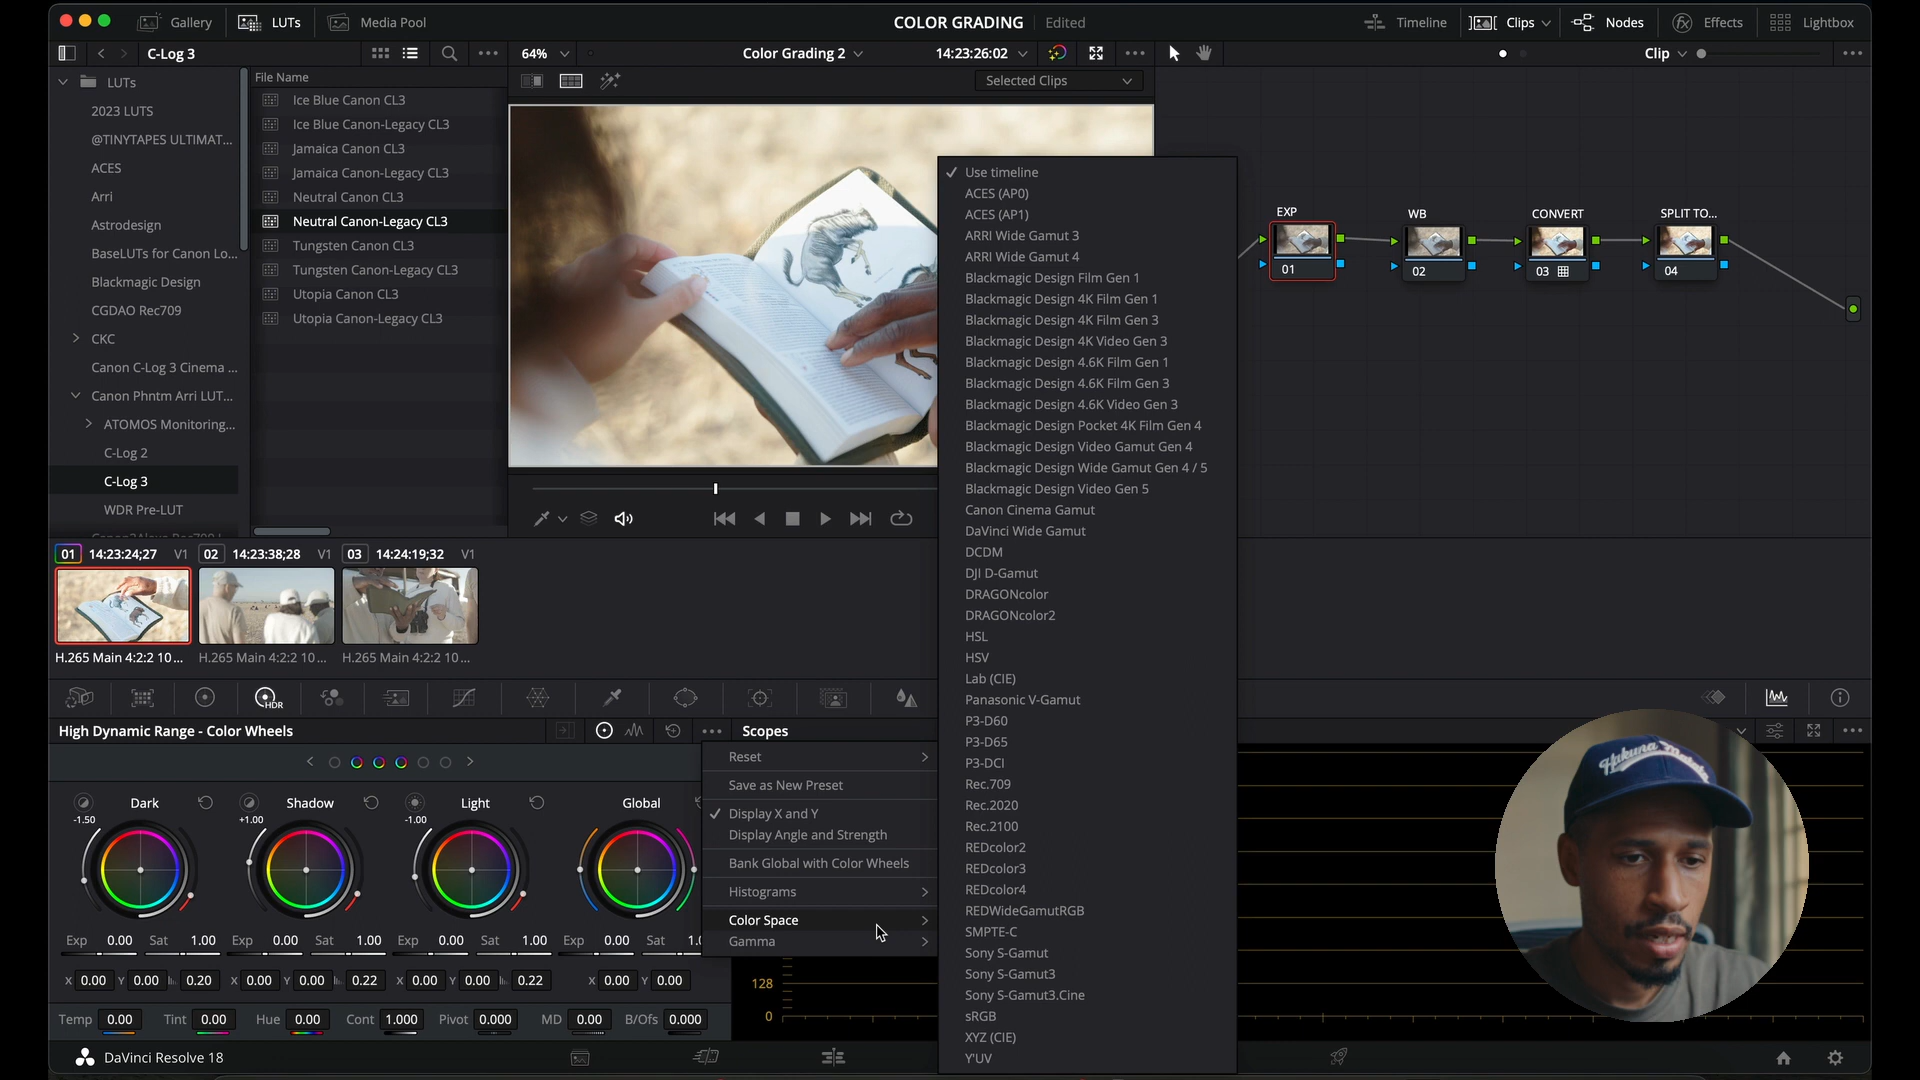 Gallery
LUTs
Media Pool
COLOR GRADING
Edited
Timeline
Clips
Nodes
Effects
Lightbox
C-Log 3
64%
Color Grading 2
14:23:26:02
Clip
LUTs
2023 LUTS
@TINYTAPES ULTIMAT...
ACES
Arri
Astrodesign
BaseLUTs for Canon Lo...
Blackmagic Design
CGDAO Rec709
CKC
Canon C-Log 3 Cinema ...
Canon Phntm Arri LUT...
ATOMOS Monitoring...
C-Log 2
C-Log 3
WDR Pre-LUT
File Name
Ice Blue Canon CL3
Ice Blue Canon-Legacy CL3
Jamaica Canon CL3
Jamaica Canon-Legacy CL3
Neutral Canon CL3
Neutral Canon-Legacy CL3
Tungsten Canon CL3
Tungsten Canon-Legacy CL3
Utopia Canon CL3
Utopia Canon-Legacy CL3
Selected Clips
Use timeline
ACES (AP0)
ACES (AP1)
ARRI Wide Gamut 3
ARRI Wide Gamut 4
Blackmagic Design Film Gen 1
Blackmagic Design 4K Film Gen 1
Blackmagic Design 4K Film Gen 3
Blackmagic Design 4K Video Gen 3
Blackmagic Design 4.6K Film Gen 1
Blackmagic Design 4.6K Film Gen 3
Blackmagic Design 4.6K Video Gen 3
Blackmagic Design Pocket 4K Film Gen 4
Blackmagic Design Video Gamut Gen 4
Blackmagic Design Wide Gamut Gen 4 / 5
Blackmagic Design Video Gen 5
Canon Cinema Gamut
DaVinci Wide Gamut
DCDM
DJI D-Gamut
DRAGONcolor
DRAGONcolor2
HSL
HSV
Lab (CIE)
Panasonic V-Gamut
P3-D60
P3-D65
P3-DCI
Rec.709
Rec.2020
Rec.2100
REDcolor2
REDcolor3
REDcolor4
REDWideGamutRGB
SMPTE-C
Sony S-Gamut
Sony S-Gamut3
Sony S-Gamut3.Cine
sRGB
XYZ (CIE)
Y'UV
EXP
WB
CONVERT
SPLIT TO...
01
02
03
04
01 14:23:24;27 V1
02 14:23:38;28 V1
03 14:24:19;32 V1
H.265 Main 4:2:2 10 ...
H.265 Main 4:2:2 10 ...
H.265 Main 4:2:2 10 ...
HDR
High Dynamic Range - Color Wheels
Scopes
Reset
Save as New Preset
Display X and Y
Display Angle and Strength
Bank Global with Color Wheels
Histograms
Color Space
Gamma
Dark
Shadow
Light
Global
-1.50
+1.00
-1.00
Exp 0.00 Sat 1.00 Exp 0.00 Sat 1.00 Exp 0.00 Sat 1.00 Exp 0.00 Sat
X 0.00 Y 0.00 0.20 X 0.00 Y 0.00 0.22 X 0.00 Y 0.00 0.22 X 0.00 Y 0.00
Temp 0.00 Tint 0.00 Hue 0.00 Cont 1.000 Pivot 0.000 MD 0.00 B/Ofs 0.000
128
0
Hakuna Matata
DaVinci Resolve 18